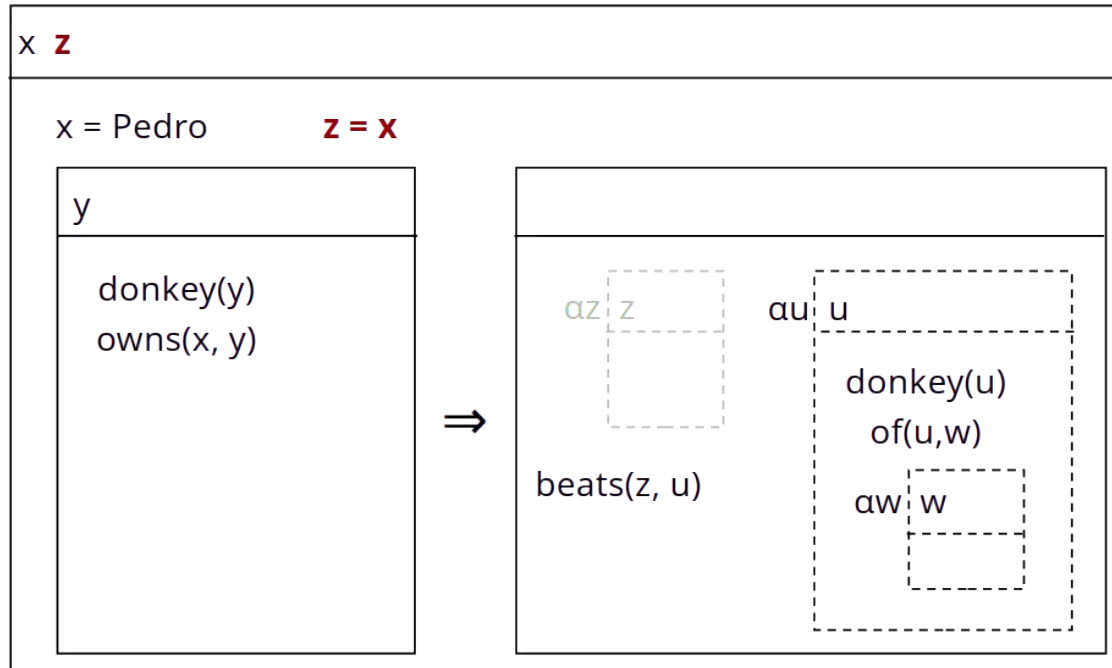 x z
x = Pedro z = x
y
donkey(y)
owns(x, y)
⇒
αz z
beats(z, u)
αu u
donkey(u)
of(u,w)
αw w